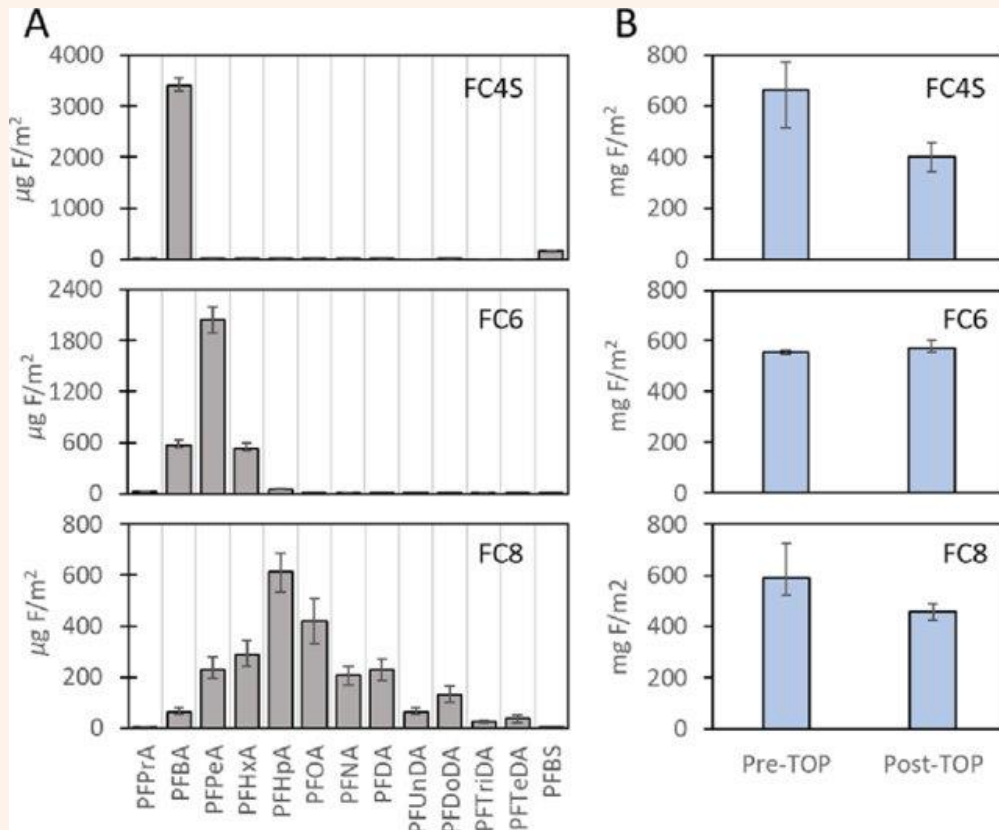 A
4000
3000
2000
1000
0
µg F/m²
FC4S
2400
1800
1200
600
0
µg F/m²
FC6
800
600
400
200
0
µg F/m²
FC8
PFPrA
PFBA
PFPeA
PFHxA
PFHpA
PFOA
PFNA
PFDA
PFUnDA
PFDoDA
PFTriDA
PFTeDA
PFBS
B
800
600
400
200
0
mg F/m²
FC4S
800
600
400
200
0
mg F/m²
FC6
800
600
400
200
0
mg F/m2
FC8
Pre-TOP
Post-TOP